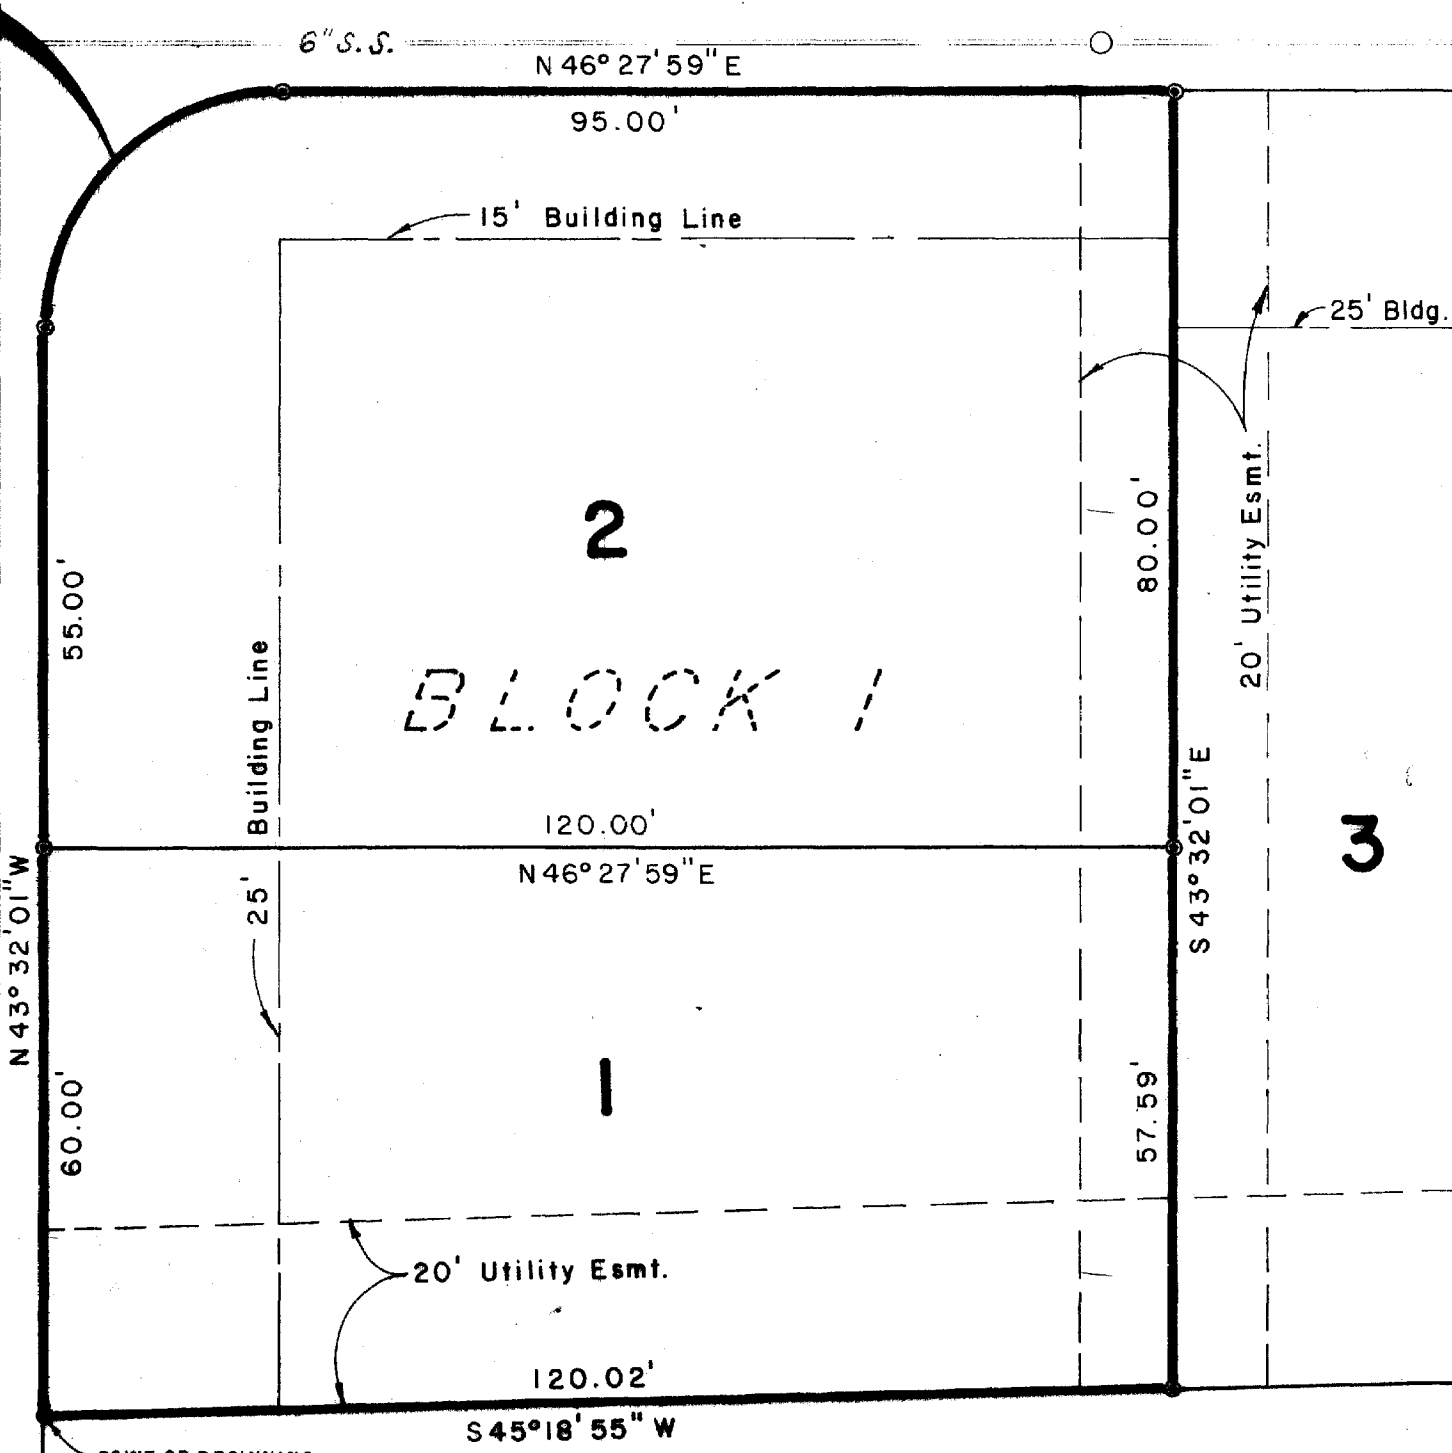 6" S.S.
N 46° 27' 59" E
95.00'
15' Building Line
25' Bldg.
2
80.00'
20' Utility Esmt.
55.00'
Building Line
BLOCK 1
120.00'
N 46° 27' 59" E
S 43° 32' 01" E
3
25'
N 43° 32' 01" W
1
60.00'
57.59'
20' Utility Esmt.
120.02'
S 45° 18' 55" W